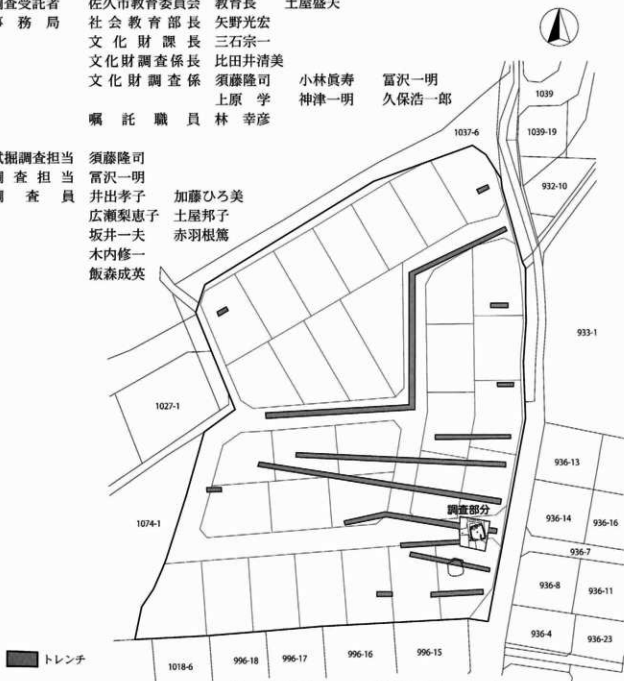 調査受託者 佐久市教育委員会 教育長 土屋盛夫
事務局 社会教育部長 矢野光宏
文化財課長 三石宗一
文化財調査係長 比田井清美
文化財調査係 須藤隆司 小林眞寿 冨沢一明
上原 学 神津一明 久保浩一郎
嘱託職員 林 幸彦
試掘調査担当 須藤隆司
調査担当 冨沢一明
調査員 井出孝子 加藤ひろ美
広瀬梨恵子 土屋邦子
坂井一夫 赤羽根篤
木内修一
飯森成英
1039
1037-6
1039-19
932-10
933-1
1027-1
936-13
1074-1
調査部分
936-14 936-16
936-7
936-8 936-11
936-4 936-23
トレンチ
1018-6 996-18 996-17 996-16 996-15